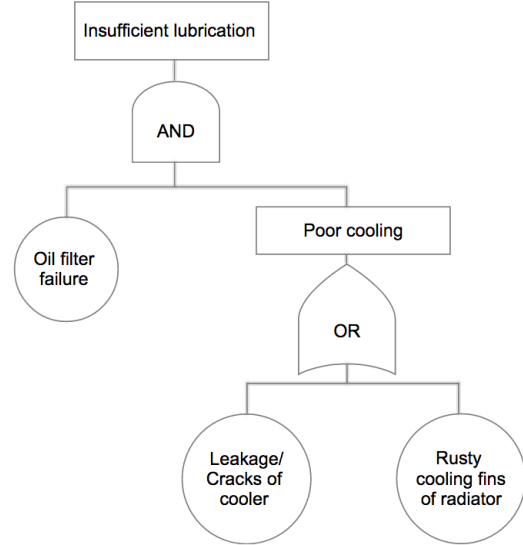 Insufficient lubrication
AND
Poor cooling
Oil filter
failure
OR
Leakage/
Cracks of
cooler
Rusty
cooling fins
of radiator